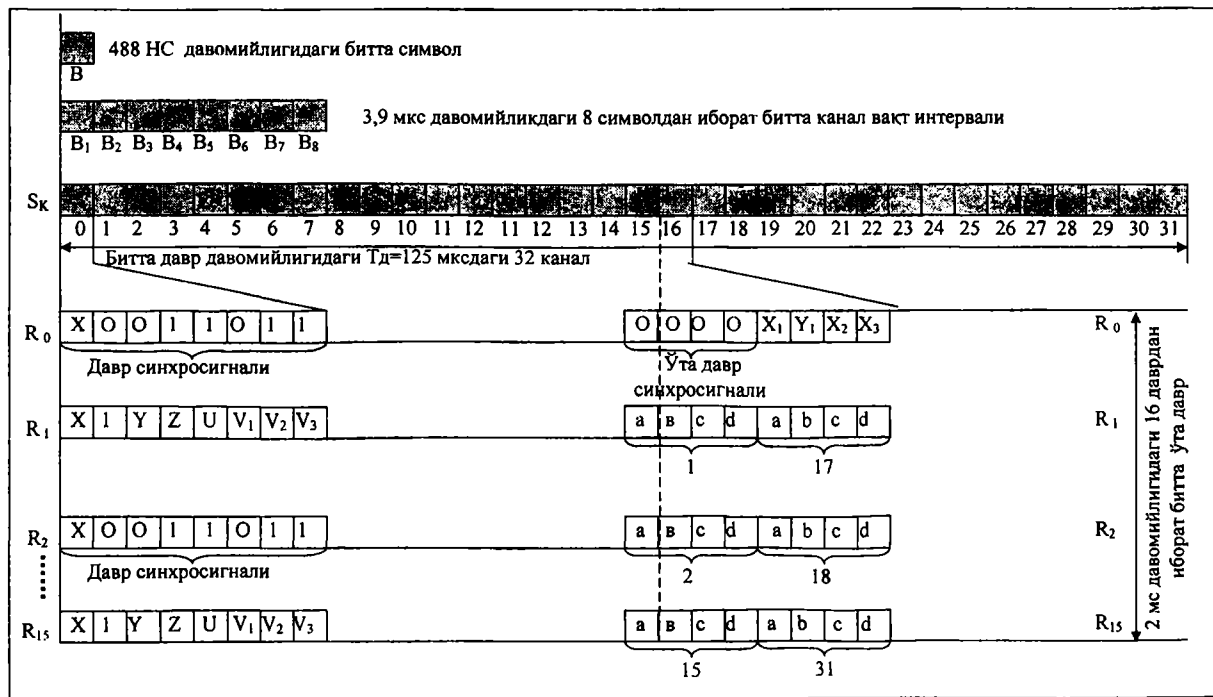 488 НС давомийлигидаги битта символ
B
3,9 мкс давомийликдаги 8 символдан иборат битта канал вақт интервали
B₁ B₂ B₃ B₄ B₅ B₆ B₇ B₈
Sк
0 1 2 3 4 5 6 7 8 9 10 11 12 12 12 13 14 15 16 17 18 19 20 21 22 23 24 25 26 27 28 29 30 31
Битта давр давомийлигидаги Тд=125 мксдаги 32 канал
R₀ X O O 1 1 O 1 1 O O O O X₁ Y₁ X₂ X₃ R₀
Давр синхросигнали
Ўта давр
синхросигнали
R₁ X 1 Y Z U V₁ V₂ V₃ а в с d a b c d R₁
1 17
R₂ X O O 1 1 O 1 1 а в с d a b c d R₂
Давр синхросигнали
2 18
R₁₅ X 1 Y Z U V₁ V₂ V₃ а в с d a b c d R₁₅
15 31
2 мс давомийлигидаги 16 даврдан
иборат битта ўта давр